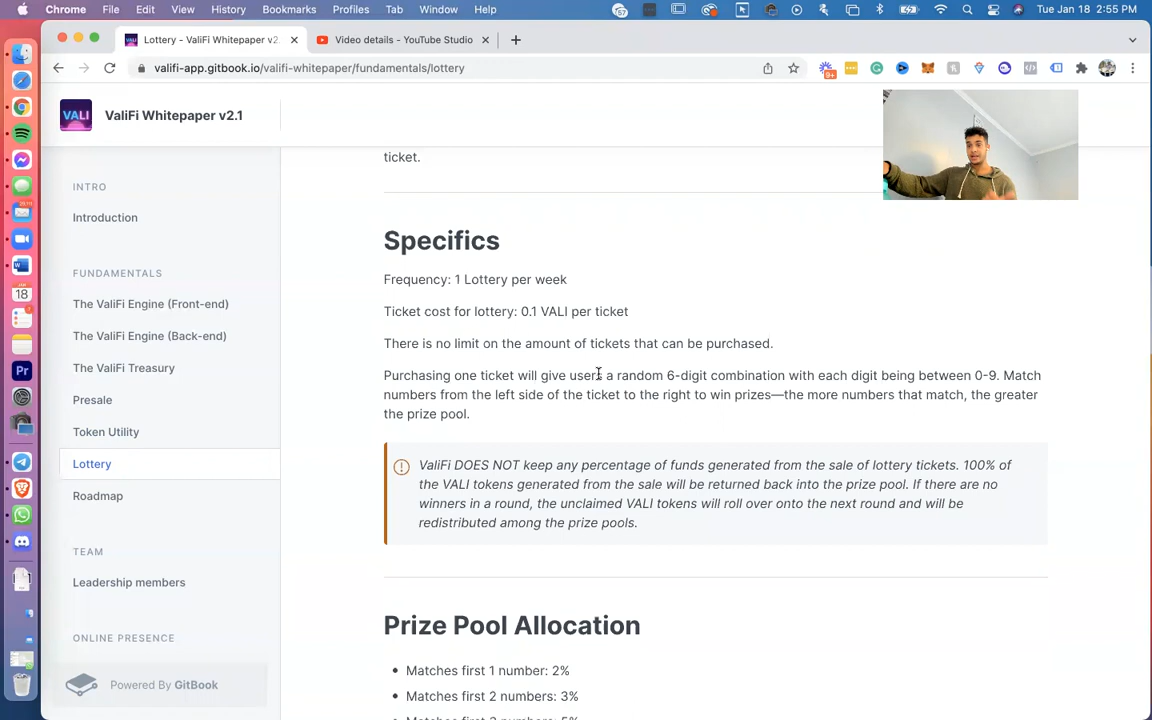 Chrome File Edit View History Bookmarks Profiles Tab Window Help
57
Tue Jan 18 2:55 PM
Lottery - ValiFi Whitepaper v2.
Video details - YouTube Studio
valifi-app.gitbook.io/valifi-whitepaper/fundamentals/lottery
9+
VALI
ValiFi Whitepaper v2.1
ticket.
INTRO
Introduction
FUNDAMENTALS
The ValiFi Engine (Front-end)
The ValiFi Engine (Back-end)
The ValiFi Treasury
Presale
Token Utility
Lottery
Roadmap
TEAM
Leadership members
ONLINE PRESENCE
Powered By GitBook
Specifics
Frequency: 1 Lottery per week
Ticket cost for lottery: 0.1 VALI per ticket
There is no limit on the amount of tickets that can be purchased.
Purchasing one ticket will give users a random 6-digit combination with each digit being between 0-9. Match
numbers from the left side of the ticket to the right to win prizes—the more numbers that match, the greater
the prize pool.
ValiFi DOES NOT keep any percentage of funds generated from the sale of lottery tickets. 100% of
the VALI tokens generated from the sale will be returned back into the prize pool. If there are no
winners in a round, the unclaimed VALI tokens will roll over onto the next round and will be
redistributed among the prize pools.
Prize Pool Allocation
Matches first 1 number: 2%
Matches first 2 numbers: 3%
Matches first 3 numbers: 5%
18
Pr